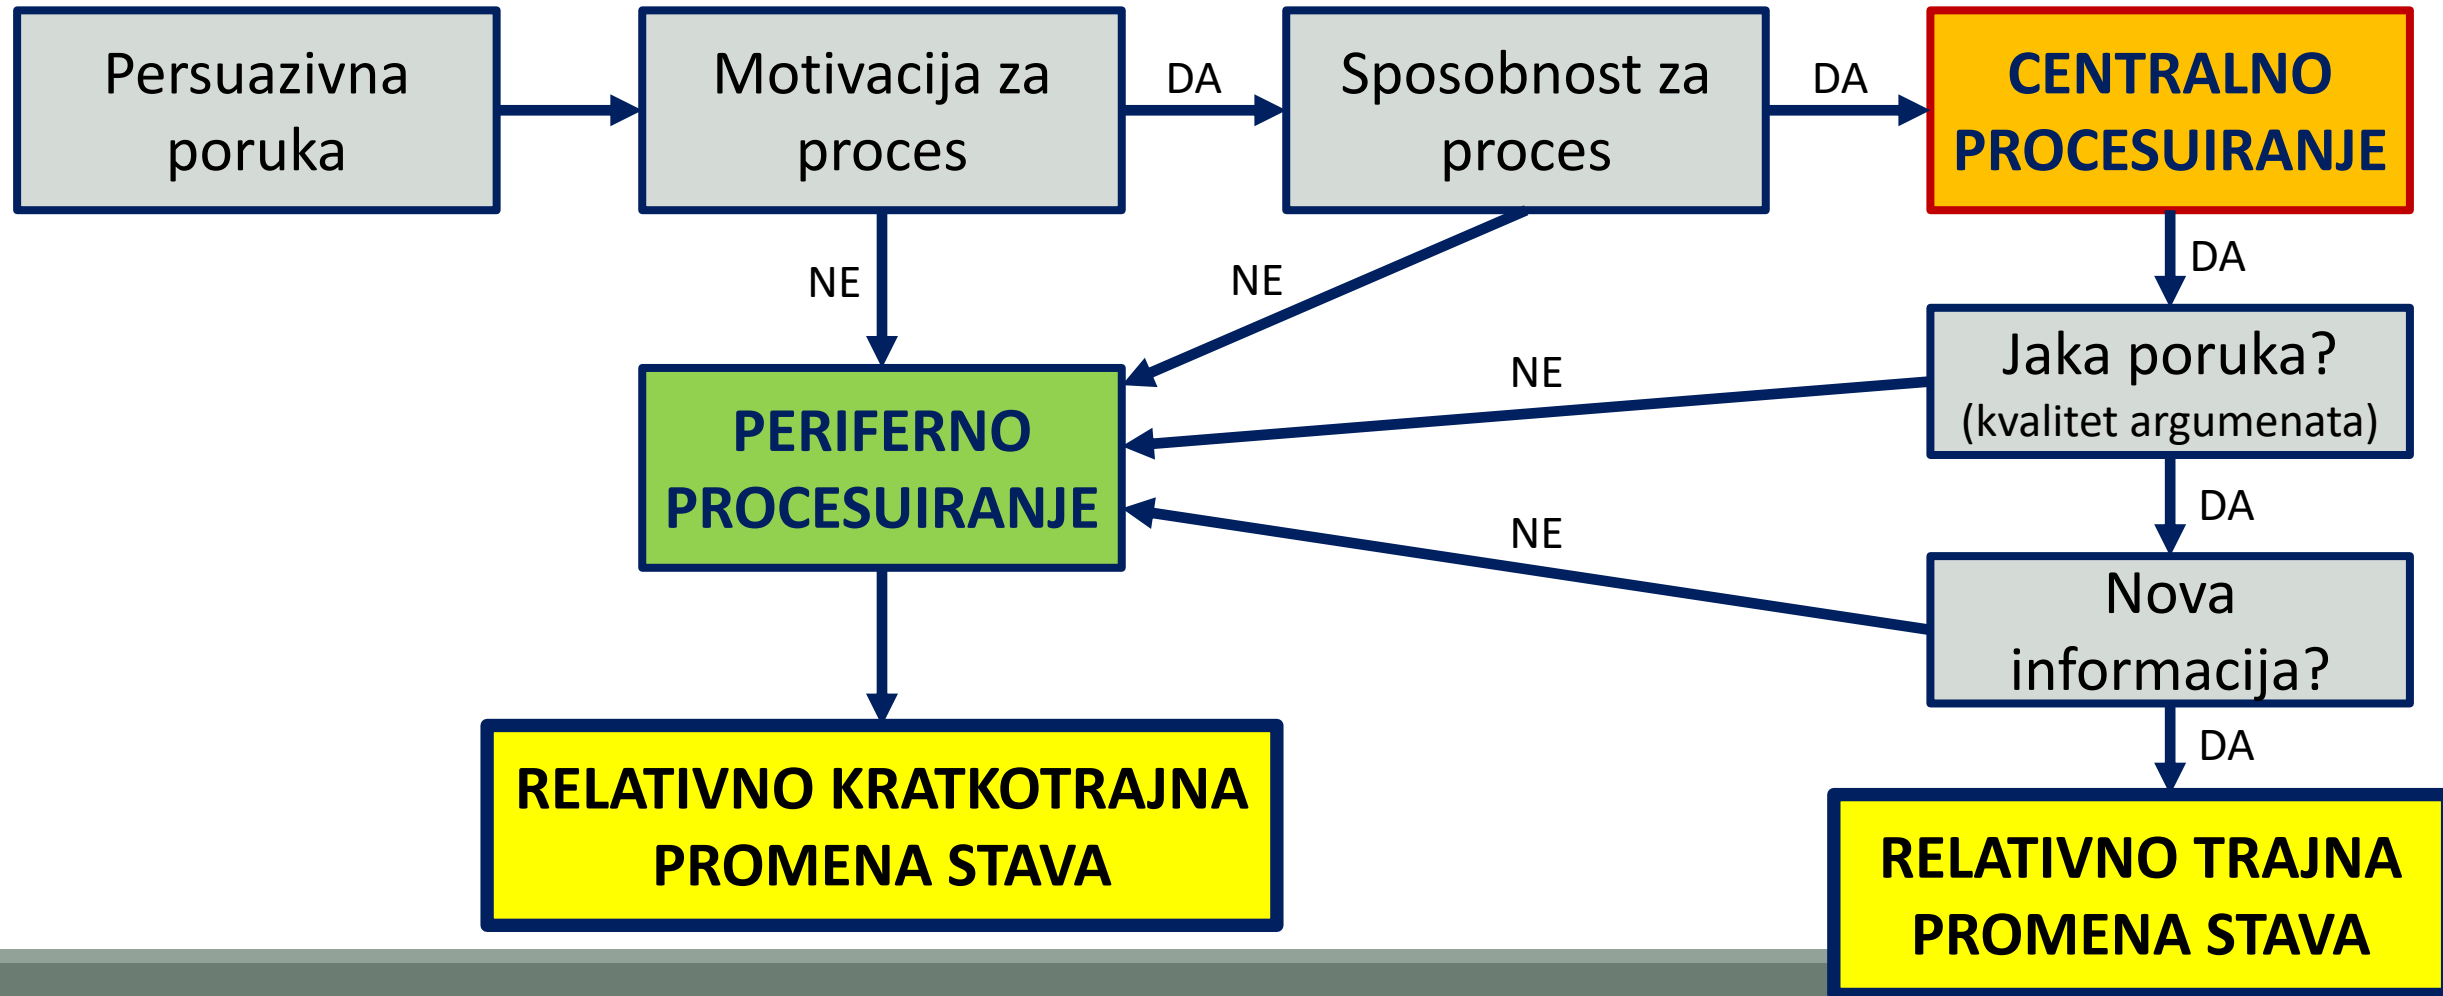 Persuazivna
poruka
Motivacija za
proces
DA
Sposobnost za
proces
DA
CENTRALNO
PROCESUIRANJE
NE
NE
DA
PERIFERNO
PROCESUIRANJE
NE
Jaka poruka?
(kvalitet argumenata)
NE
DA
Nova
informacija?
DA
RELATIVNO KRATKOTRAJNA
PROMENA STAVA
RELATIVNO TRAJNA
PROMENA STAVA